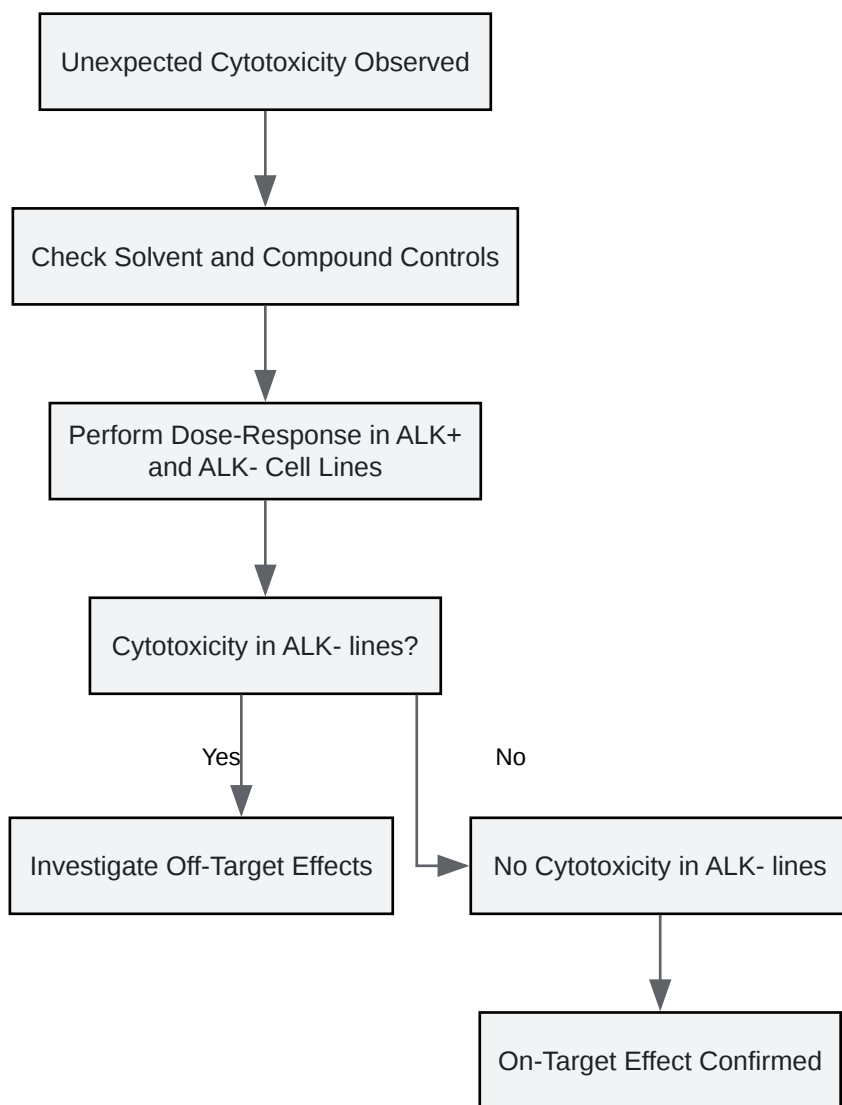 Unexpected Cytotoxicity Observed
Check Solvent and Compound Controls
Perform Dose-Response in ALK+
and ALK- Cell Lines
Cytotoxicity in ALK- lines?
Yes
No
Investigate Off-Target Effects
No Cytotoxicity in ALK- lines
On-Target Effect Confirmed